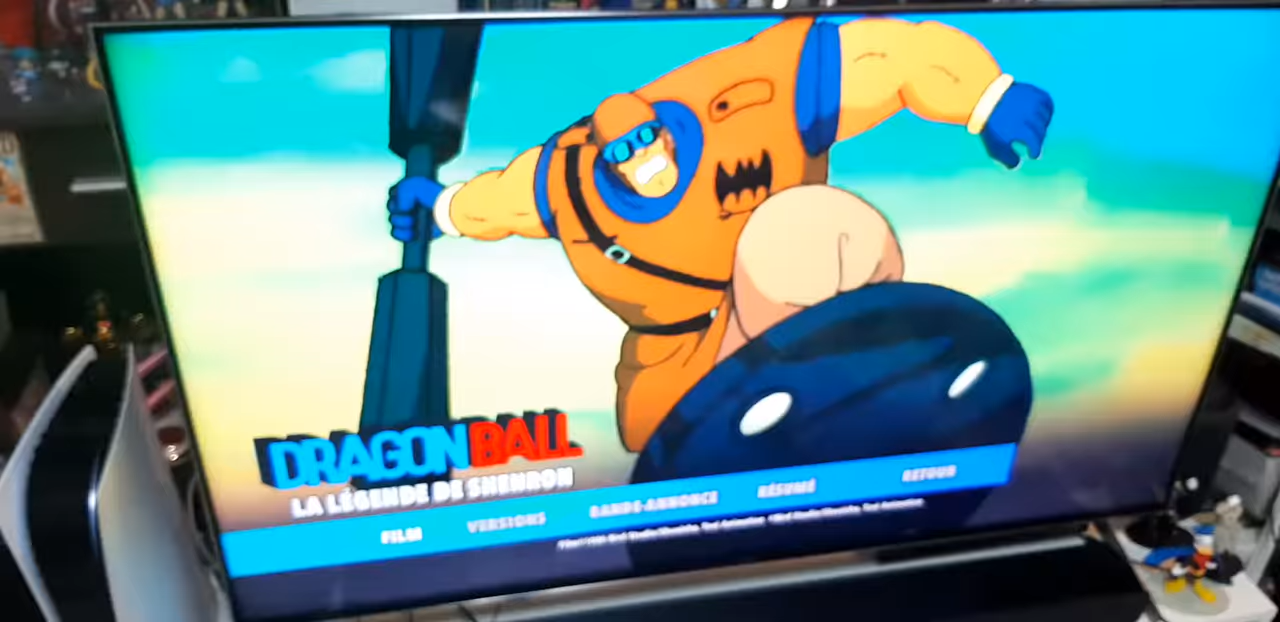 DRAGON BALL
LA LÉGENDE DE SHENRON
FILM VERSIONS BANDE-ANNONCE RÉSUMÉ RETOUR